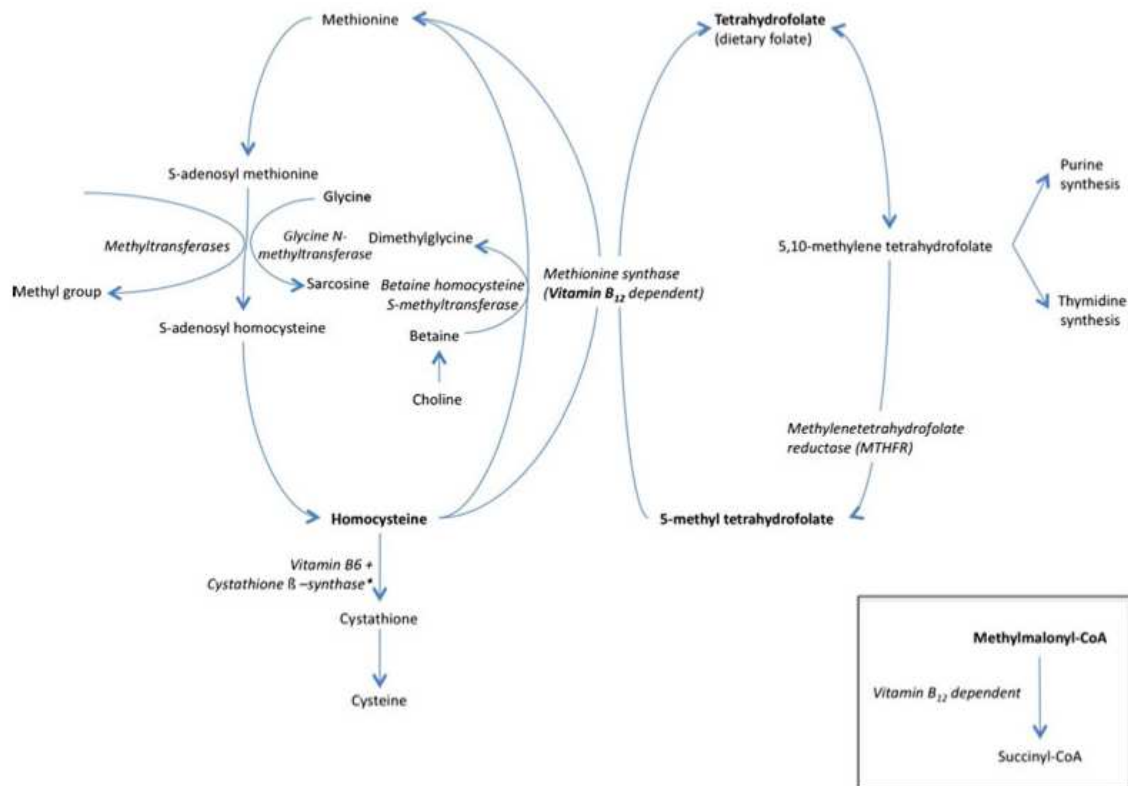 Methionine
Tetrahydrofolate
(dietary folate)
S-adenosyl methionine
Glycine
Methyltransferases
Glycine N-
methyltransferase
Dimethylglycine
Methyl group
Sarcosine
Betaine homocysteine
S-methyltransferase
S-adenosyl homocysteine
Betaine
Choline
Methionine synthase
(Vitamin B12 dependent)
5,10-methylene tetrahydrofolate
Purine
synthesis
Thymidine
synthesis
Methylenetetrahydrofolate
reductase (MTHFR)
Homocysteine
5-methyl tetrahydrofolate
Vitamin B6 +
Cystathione ß –synthase*
Cystathione
Cysteine
Methylmalonyl-CoA
Vitamin B12 dependent
Succinyl-CoA